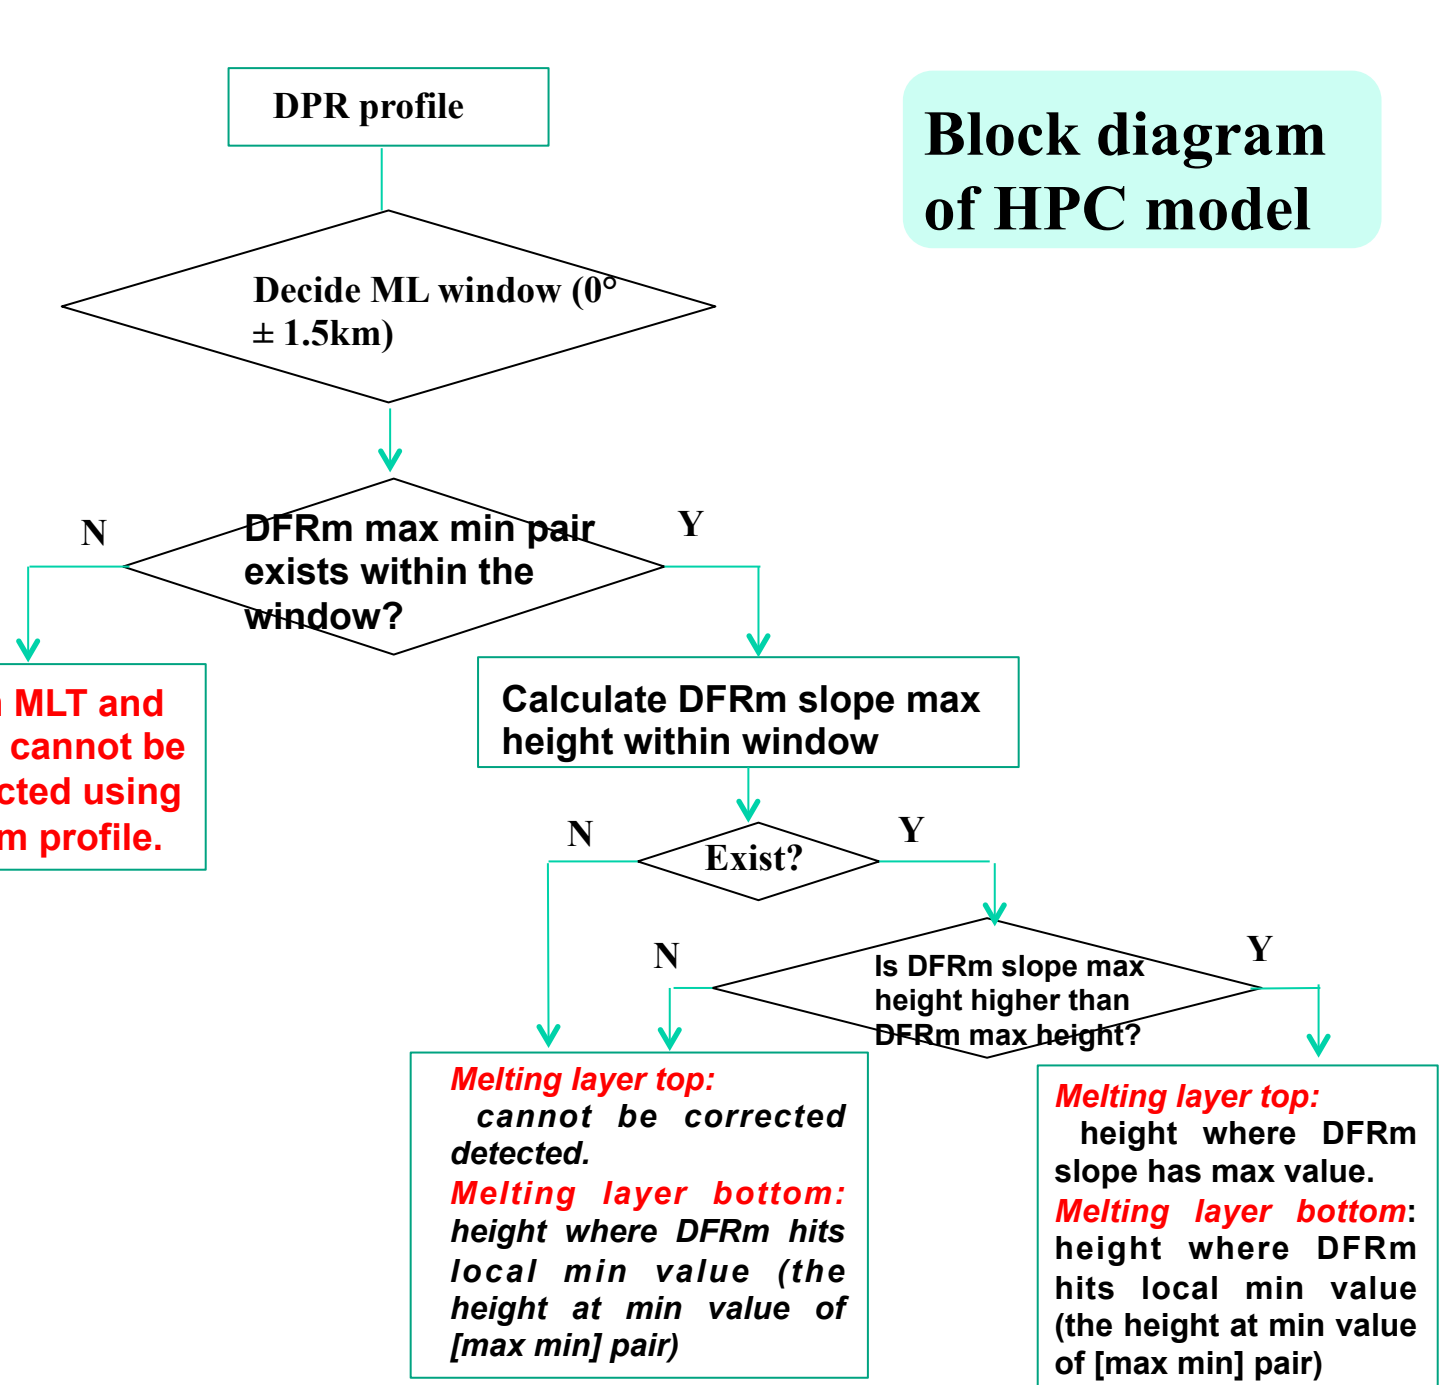 DPR profile
Block diagram
of HPC model
Decide ML window (0°
± 1.5km)
N
DFRm max min pair
exists within the
window?
Y
MLT and
cannot be
using
profile.
Calculate DFRm slope max
height within window
N
Exist?
Y
N
Is DFRm slope max
height higher than
DFRm max height?
Y
Melting layer top:
cannot be corrected
detected.
Melting layer bottom:
height where DFRm hits
local min value (the
height at min value of
[max min] pair)
Melting layer top:
height where DFRm
slope has max value.
Melting layer bottom:
height where DFRm
hits local min value
(the height at min value
of [max min] pair)